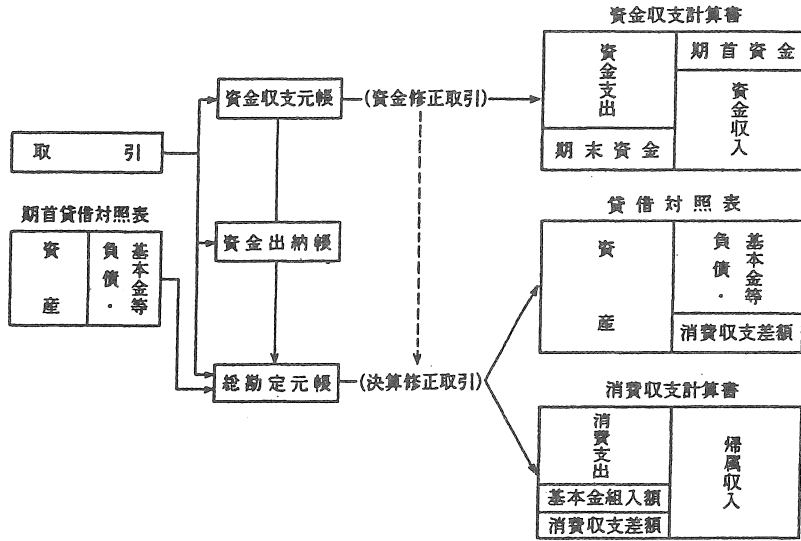 資金収支計算書
資金支出
期首資金
資金収入
期末資金
資金収支元帳
(資金修正取引)
取引
期首貸借対照表
資産
負債・
基本金等
資金出納帳
貸借対照表
資産
負債・
基本金等
消費収支差額
総勘定元帳
(決算修正取引)
消費収支計算書
消費支出
帰属収入
基本金組入額
消費収支差額